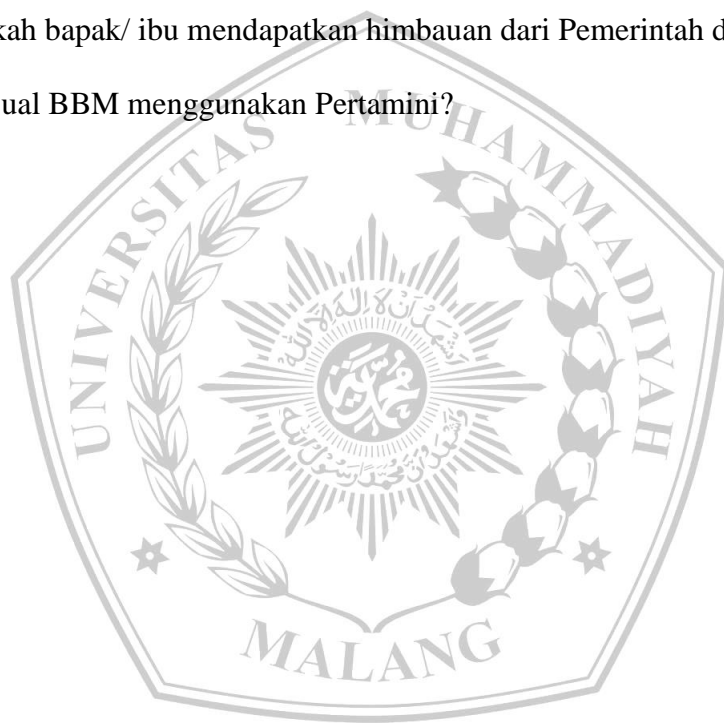 kah bapak/ ibu mendapatkan himbauan dari Pemerintah d
ual BBM menggunakan Pertamini?
UNIVERSITAS MUHAMMADIYAH
MALANG